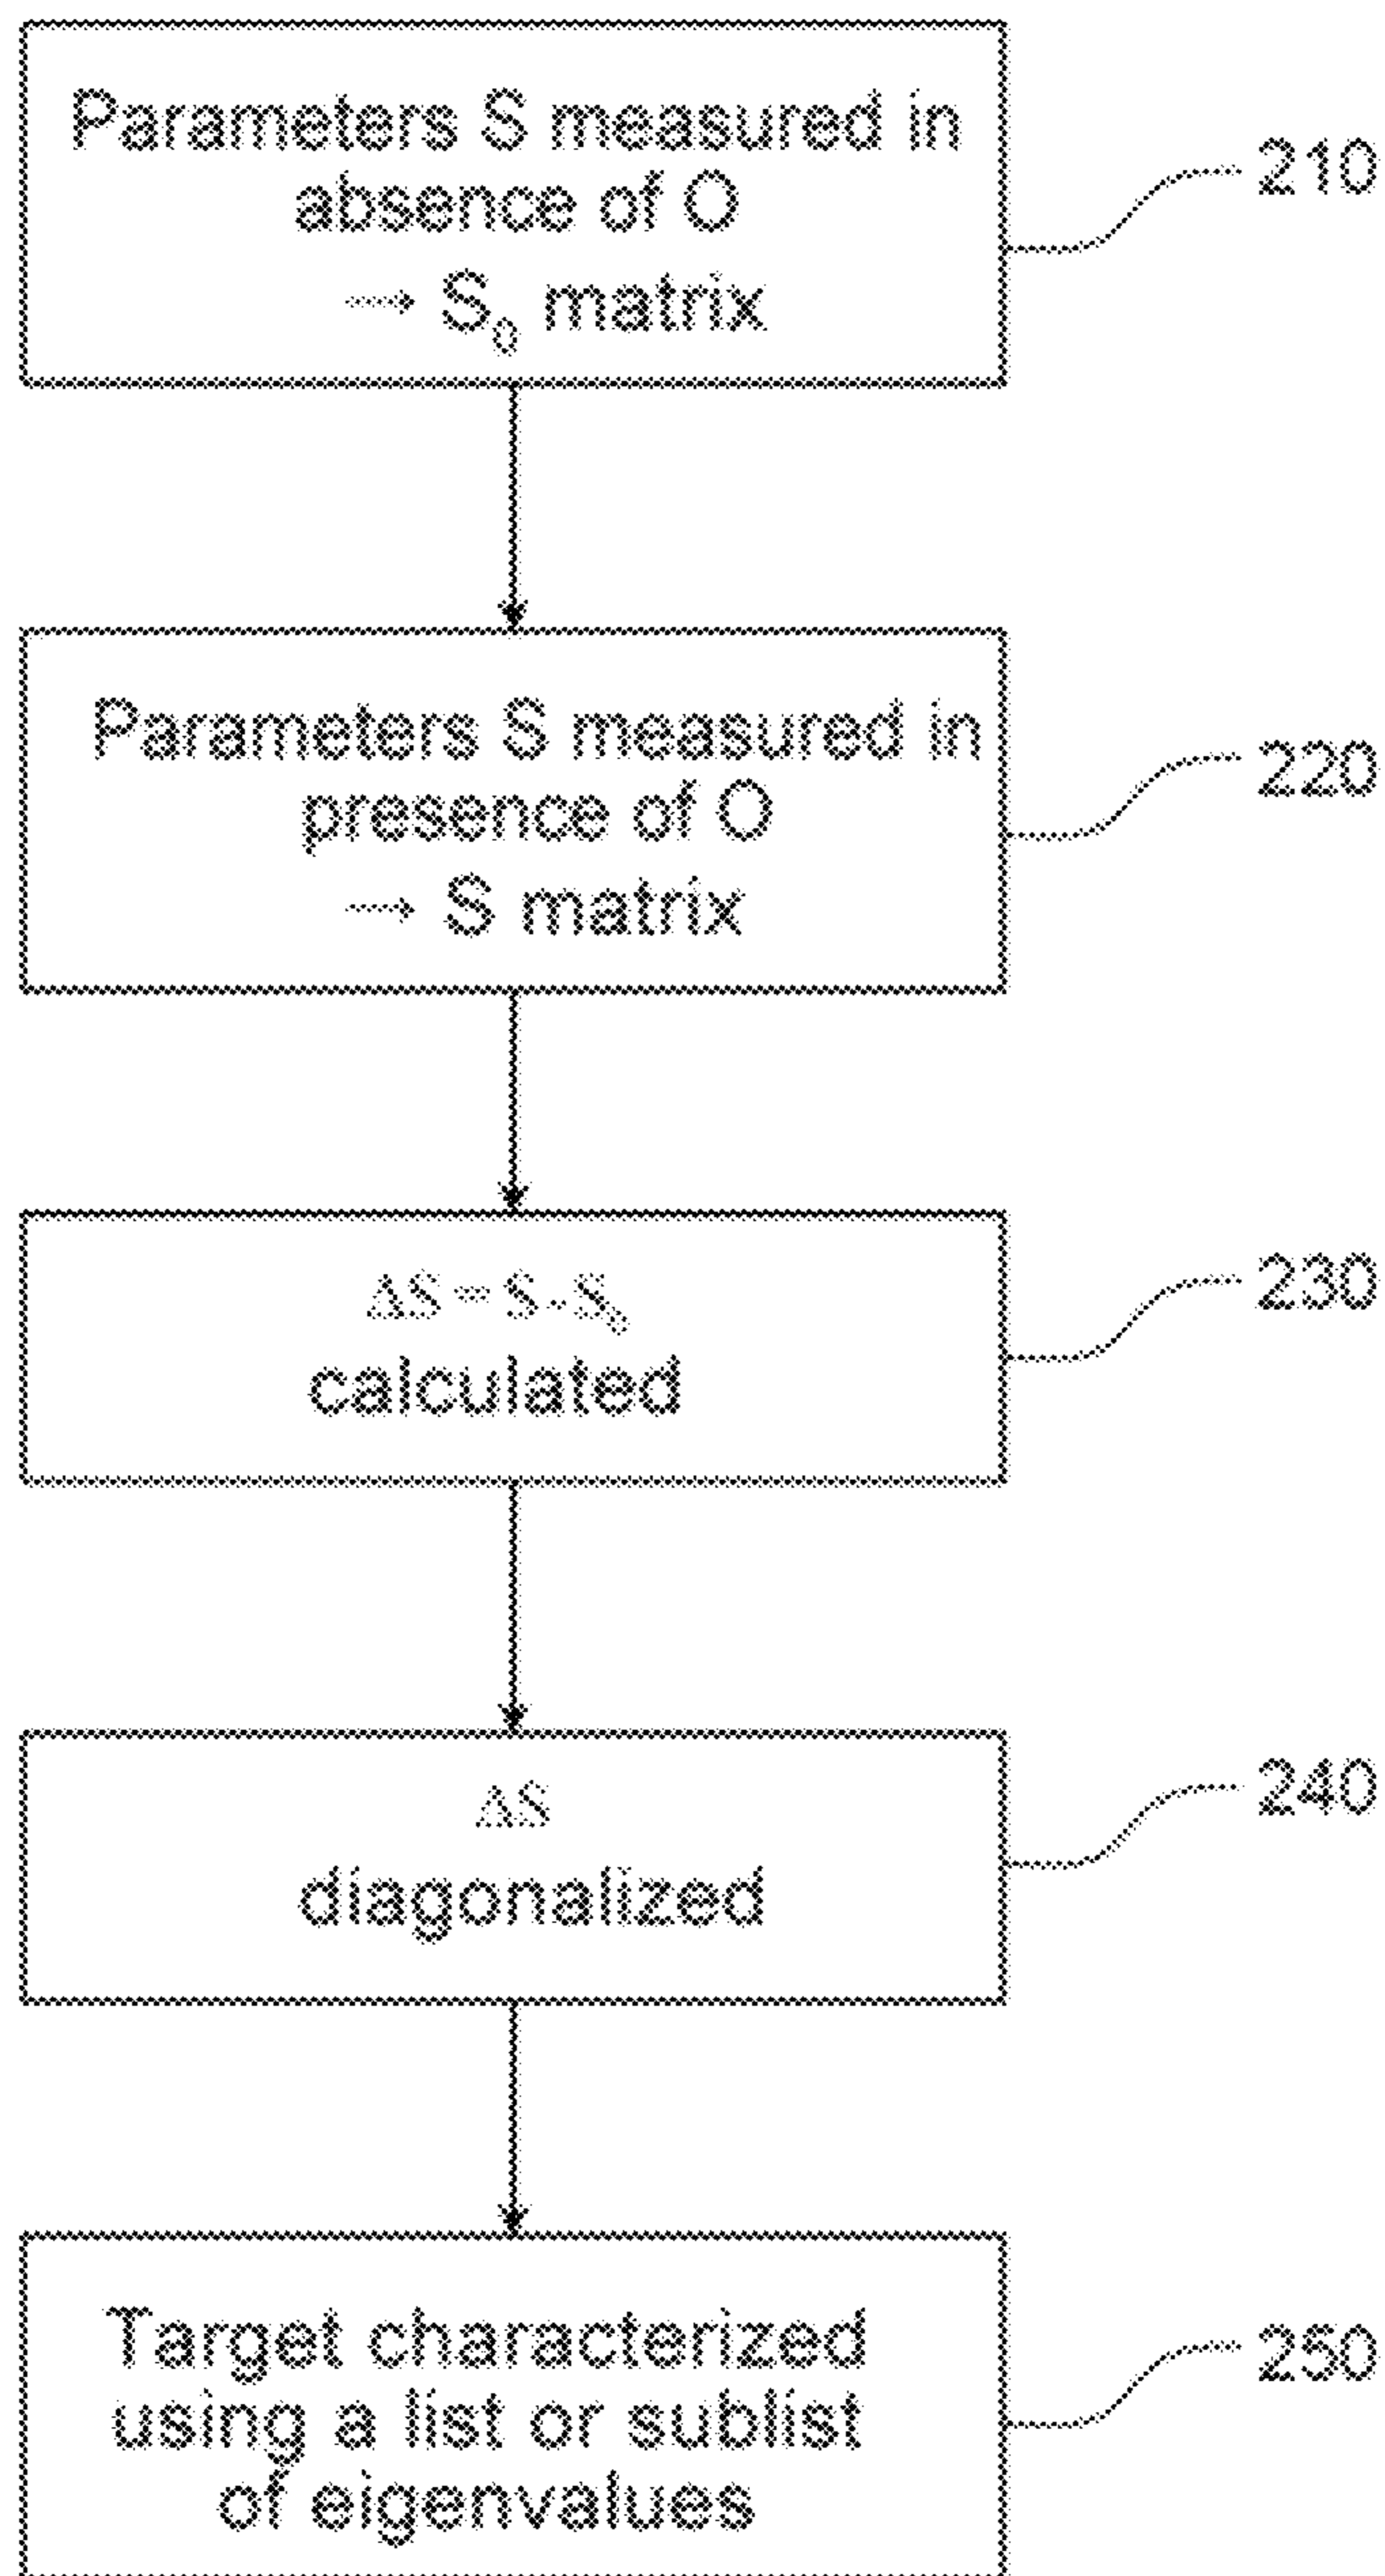 Parameters S measured in
absence of O
→ S₀ matrix
210
Parameters S measured in
presence of O
→ S matrix
220
ΔS = S - S₀
calculated
230
ΔS
diagonalized
240
Target characterized
using a list or sublist
of eigenvalues
250